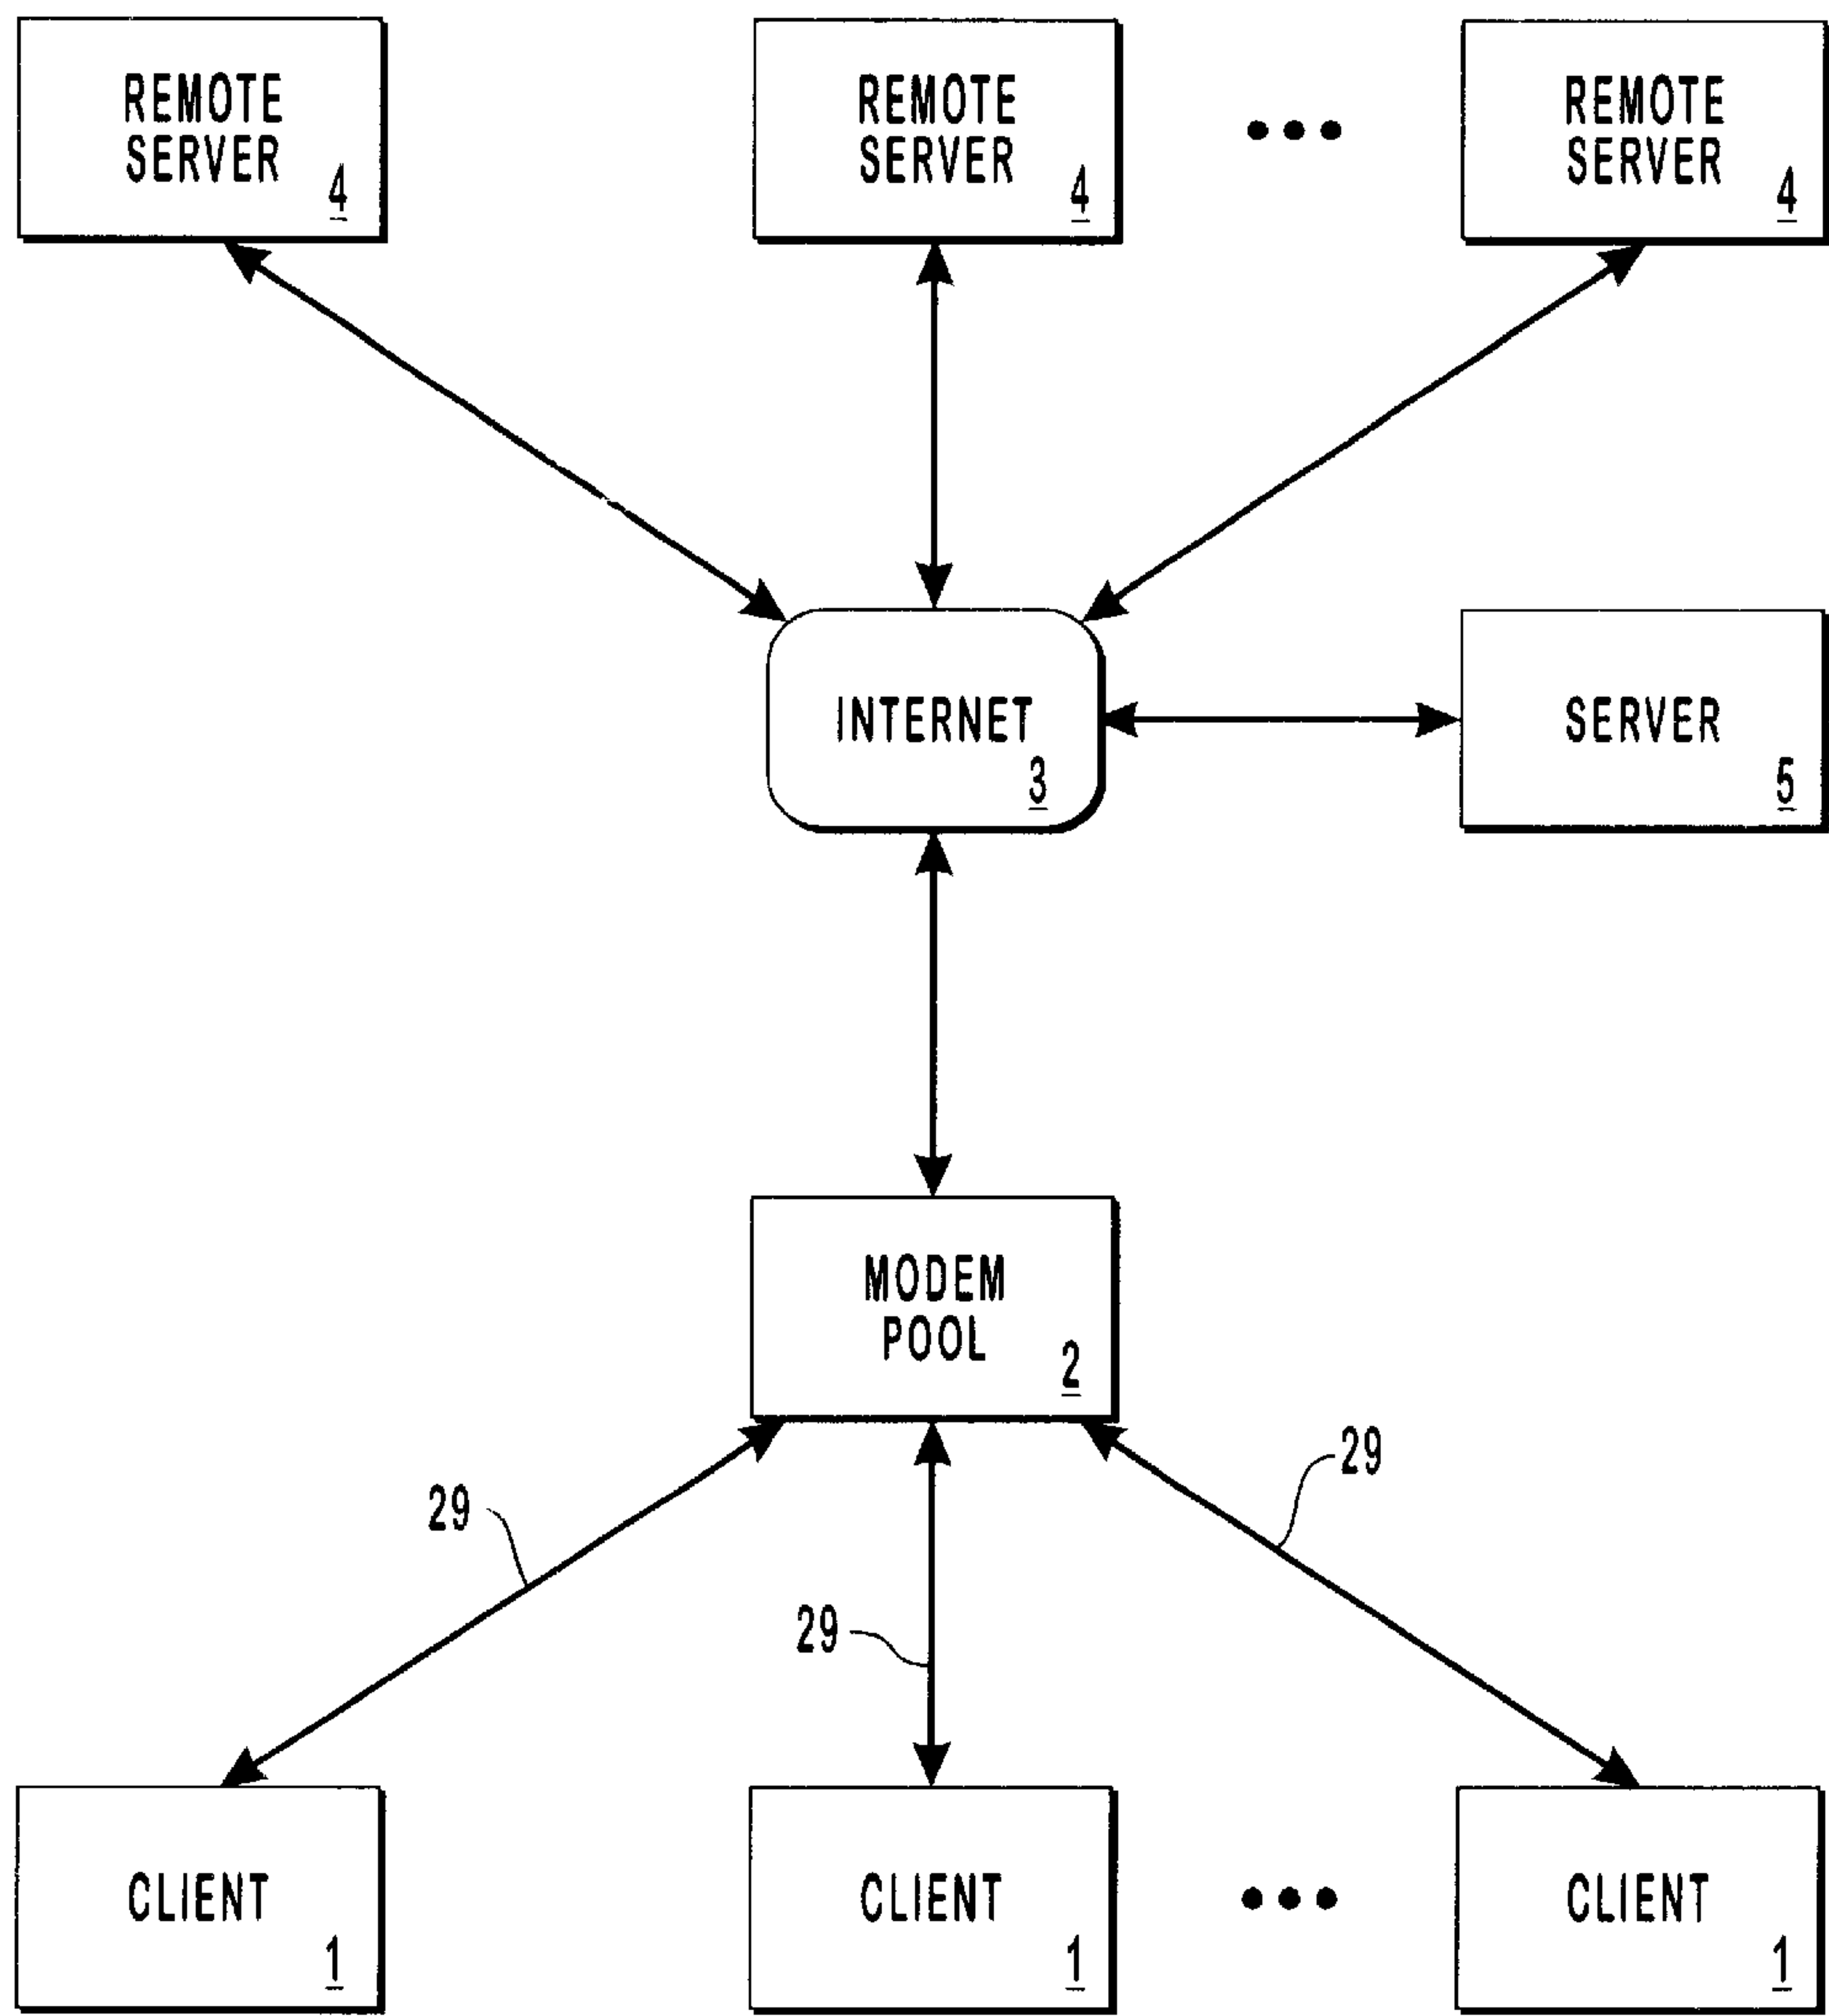 REMOTE
SERVER
4
REMOTE
SERVER
4
REMOTE
SERVER
4
INTERNET
3
SERVER
5
MODEM
POOL
2
29
29
29
CLIENT
1
CLIENT
1
CLIENT
1